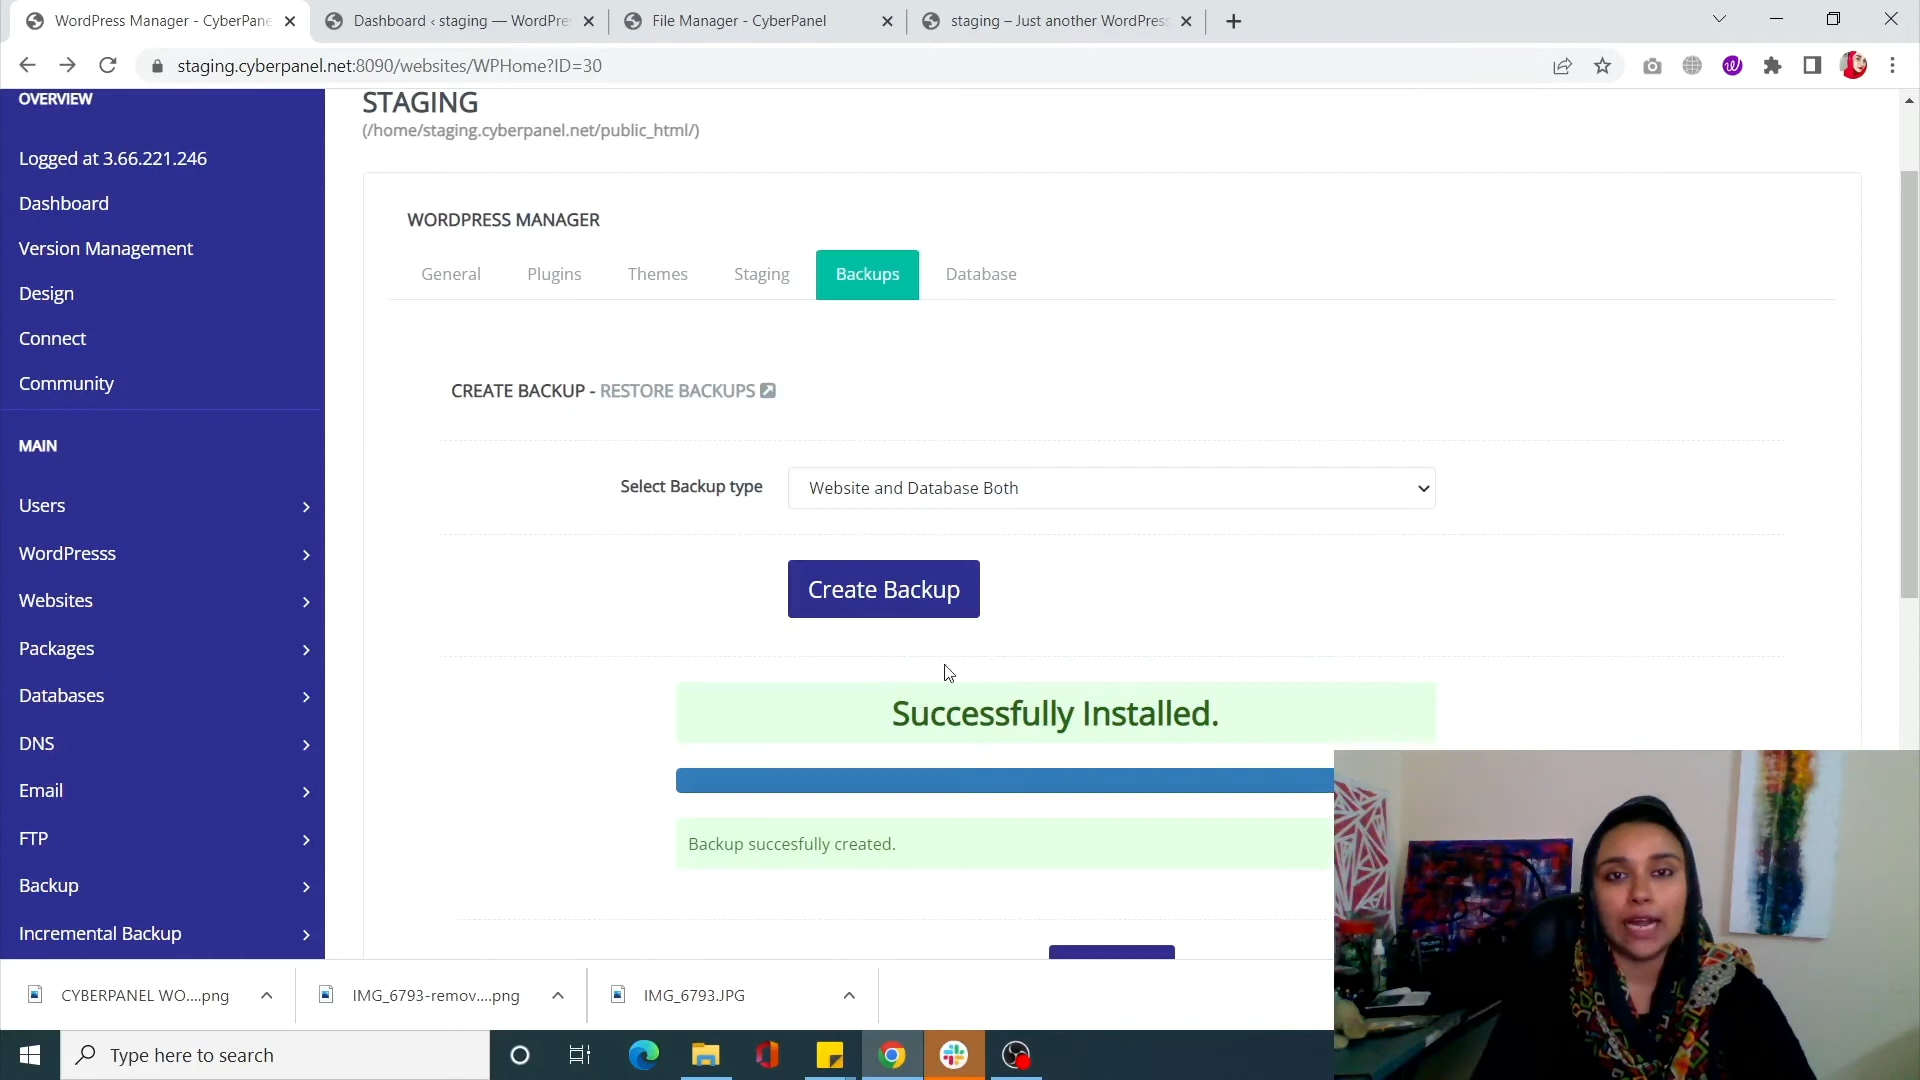 WordPress Manager - CyberPane
Dashboard ‹ staging — WordPre
File Manager - CyberPanel
staging – Just another WordPress
staging.cyberpanel.net:8090/websites/WPHome?ID=30
OVERVIEW
Logged at 3.66.221.246
Dashboard
Version Management
Design
Connect
Community
MAIN
Users
WordPresss
Websites
Packages
Databases
DNS
Email
FTP
Backup
Incremental Backup
STAGING
(/home/staging.cyberpanel.net/public_html/)
WORDPRESS MANAGER
General
Plugins
Themes
Staging
Backups
Database
CREATE BACKUP - RESTORE BACKUPS
Select Backup type
Website and Database Both
Create Backup
Successfully Installed.
Backup succesfully created.
CYBERPANEL WO....png
IMG_6793-remov....png
IMG_6793.JPG
Type here to search